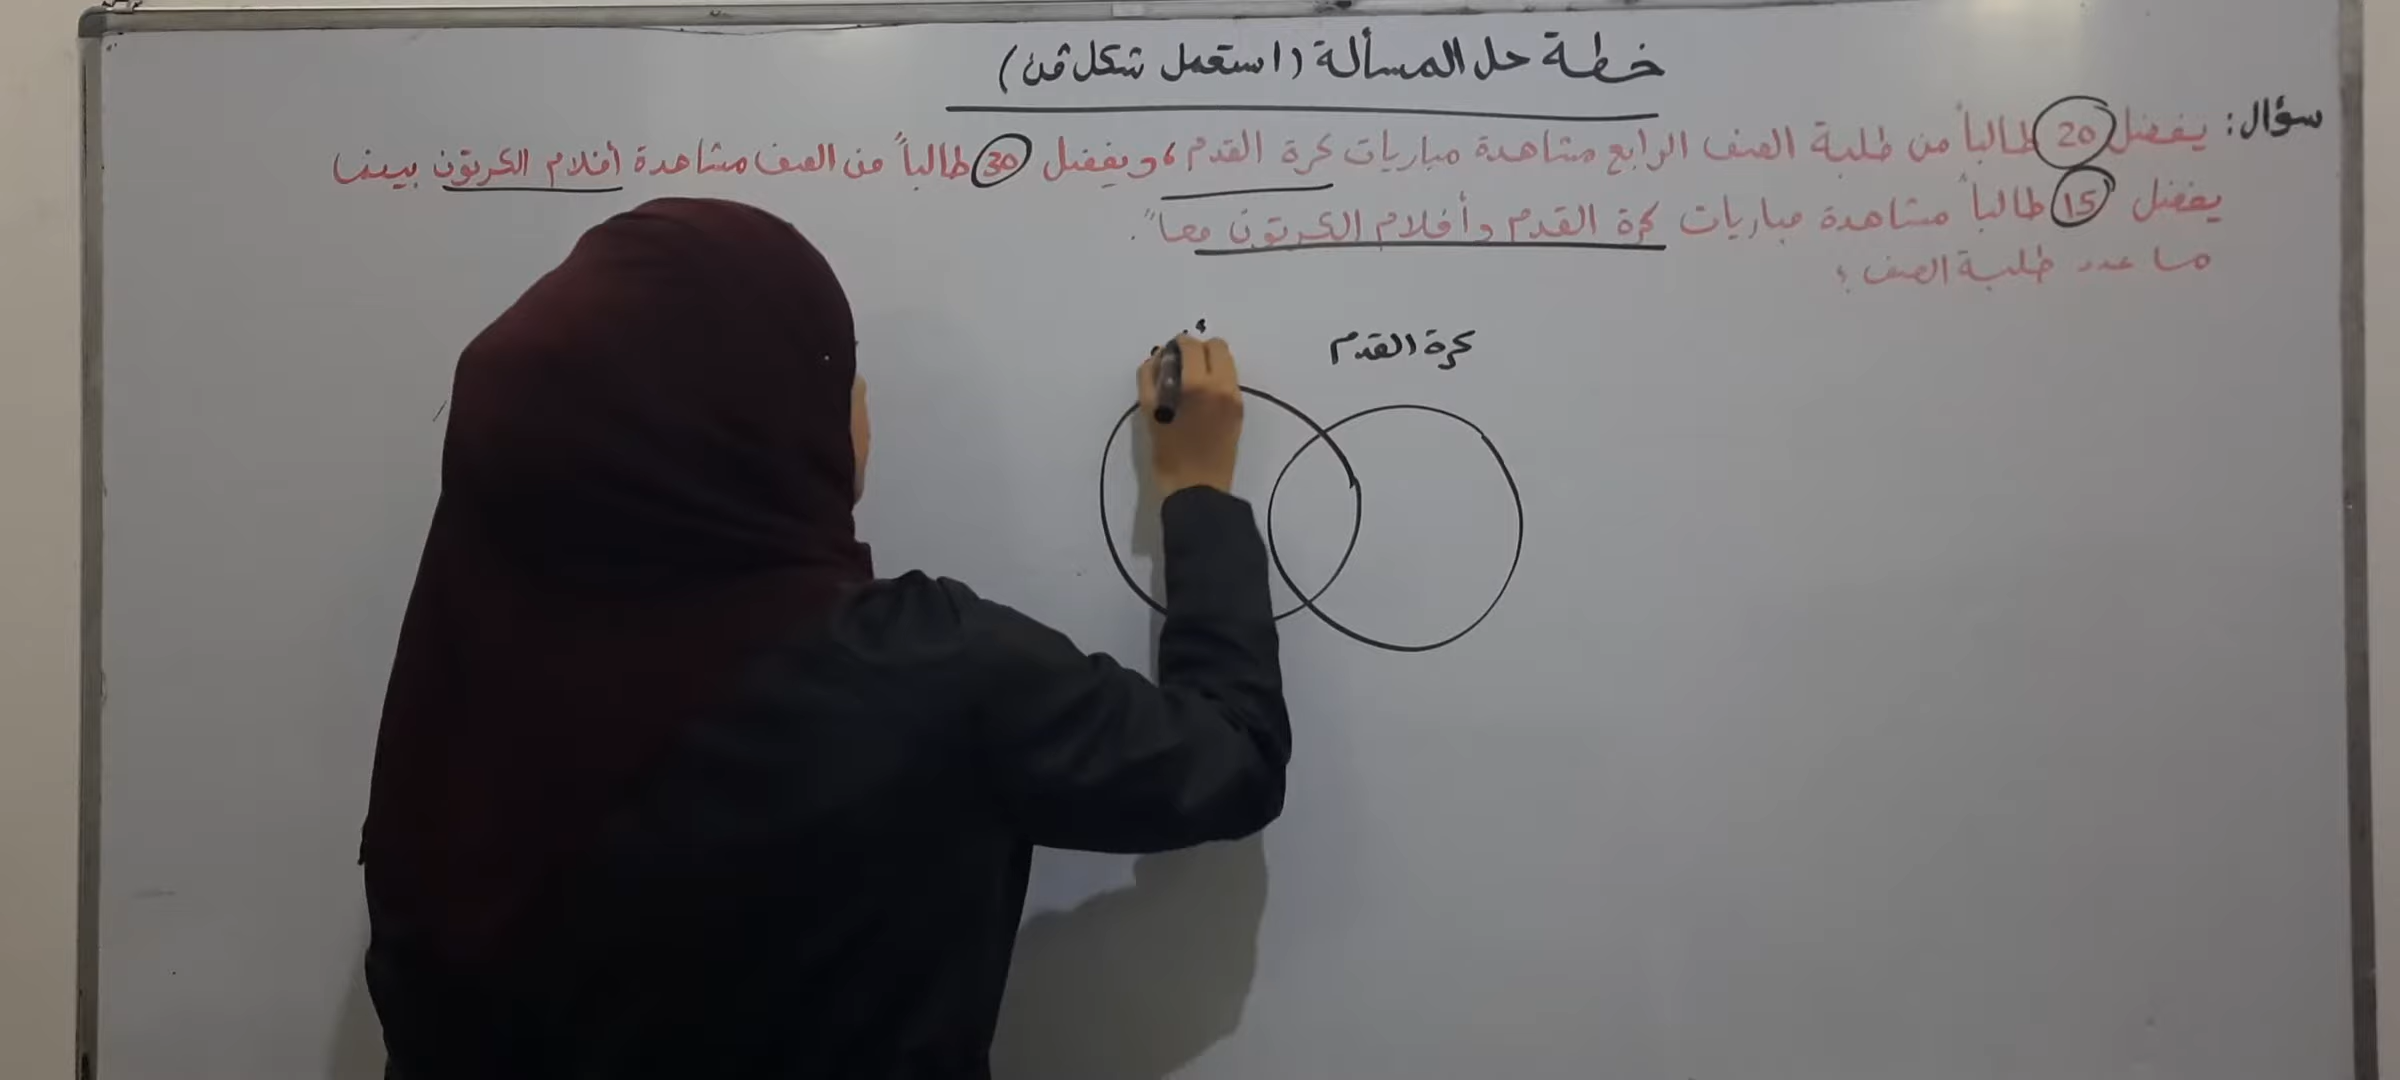 خطة حل المسألة (استعمل شكل ڤن)
سؤال: يفضل 20 طالباً من طلبة الصف الرابع مشاهدة مباريات كرة القدم، ويفضل 30 طالباً من الصف مشاهدة أفلام الكرتون بينما
يفضل 15 طالباً مشاهدة مباريات كرة القدم وأفلام الكرتون معاً.
ما عدد طلبة الصف؟
كرة القدم